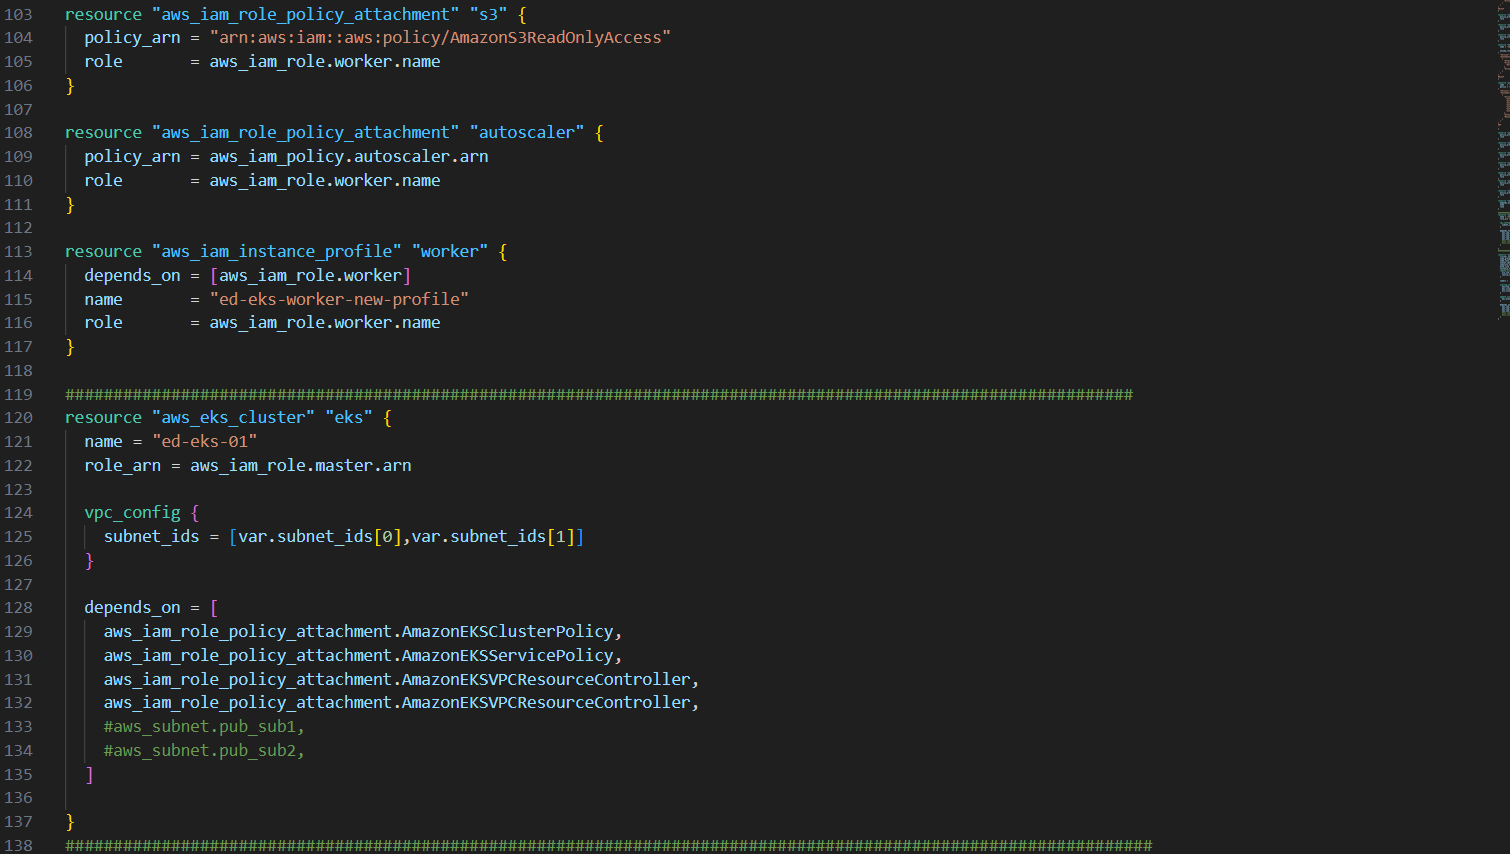 103 resource "aws_iam_role_policy_attachment" "s3" {
104   policy_arn = "arn:aws:iam::aws:policy/AmazonS3ReadOnlyAccess"
105   role       = aws_iam_role.worker.name
106 }
107
108 resource "aws_iam_role_policy_attachment" "autoscaler" {
109   policy_arn = aws_iam_policy.autoscaler.arn
110   role       = aws_iam_role.worker.name
111 }
112
113 resource "aws_iam_instance_profile" "worker" {
114   depends_on = [aws_iam_role.worker]
115   name       = "ed-eks-worker-new-profile"
116   role       = aws_iam_role.worker.name
117 }
118
119 ###############################################################################################################
120 resource "aws_eks_cluster" "eks" {
121   name = "ed-eks-01"
122   role_arn = aws_iam_role.master.arn
123
124   vpc_config {
125     subnet_ids = [var.subnet_ids[0],var.subnet_ids[1]]
126   }
127
128   depends_on = [
129     aws_iam_role_policy_attachment.AmazonEKSClusterPolicy,
130     aws_iam_role_policy_attachment.AmazonEKSServicePolicy,
131     aws_iam_role_policy_attachment.AmazonEKSVPCResourceController,
132     aws_iam_role_policy_attachment.AmazonEKSVPCResourceController,
133     #aws_subnet.pub_sub1,
134     #aws_subnet.pub_sub2,
135   ]
136
137 }
138 #################################################################################################################